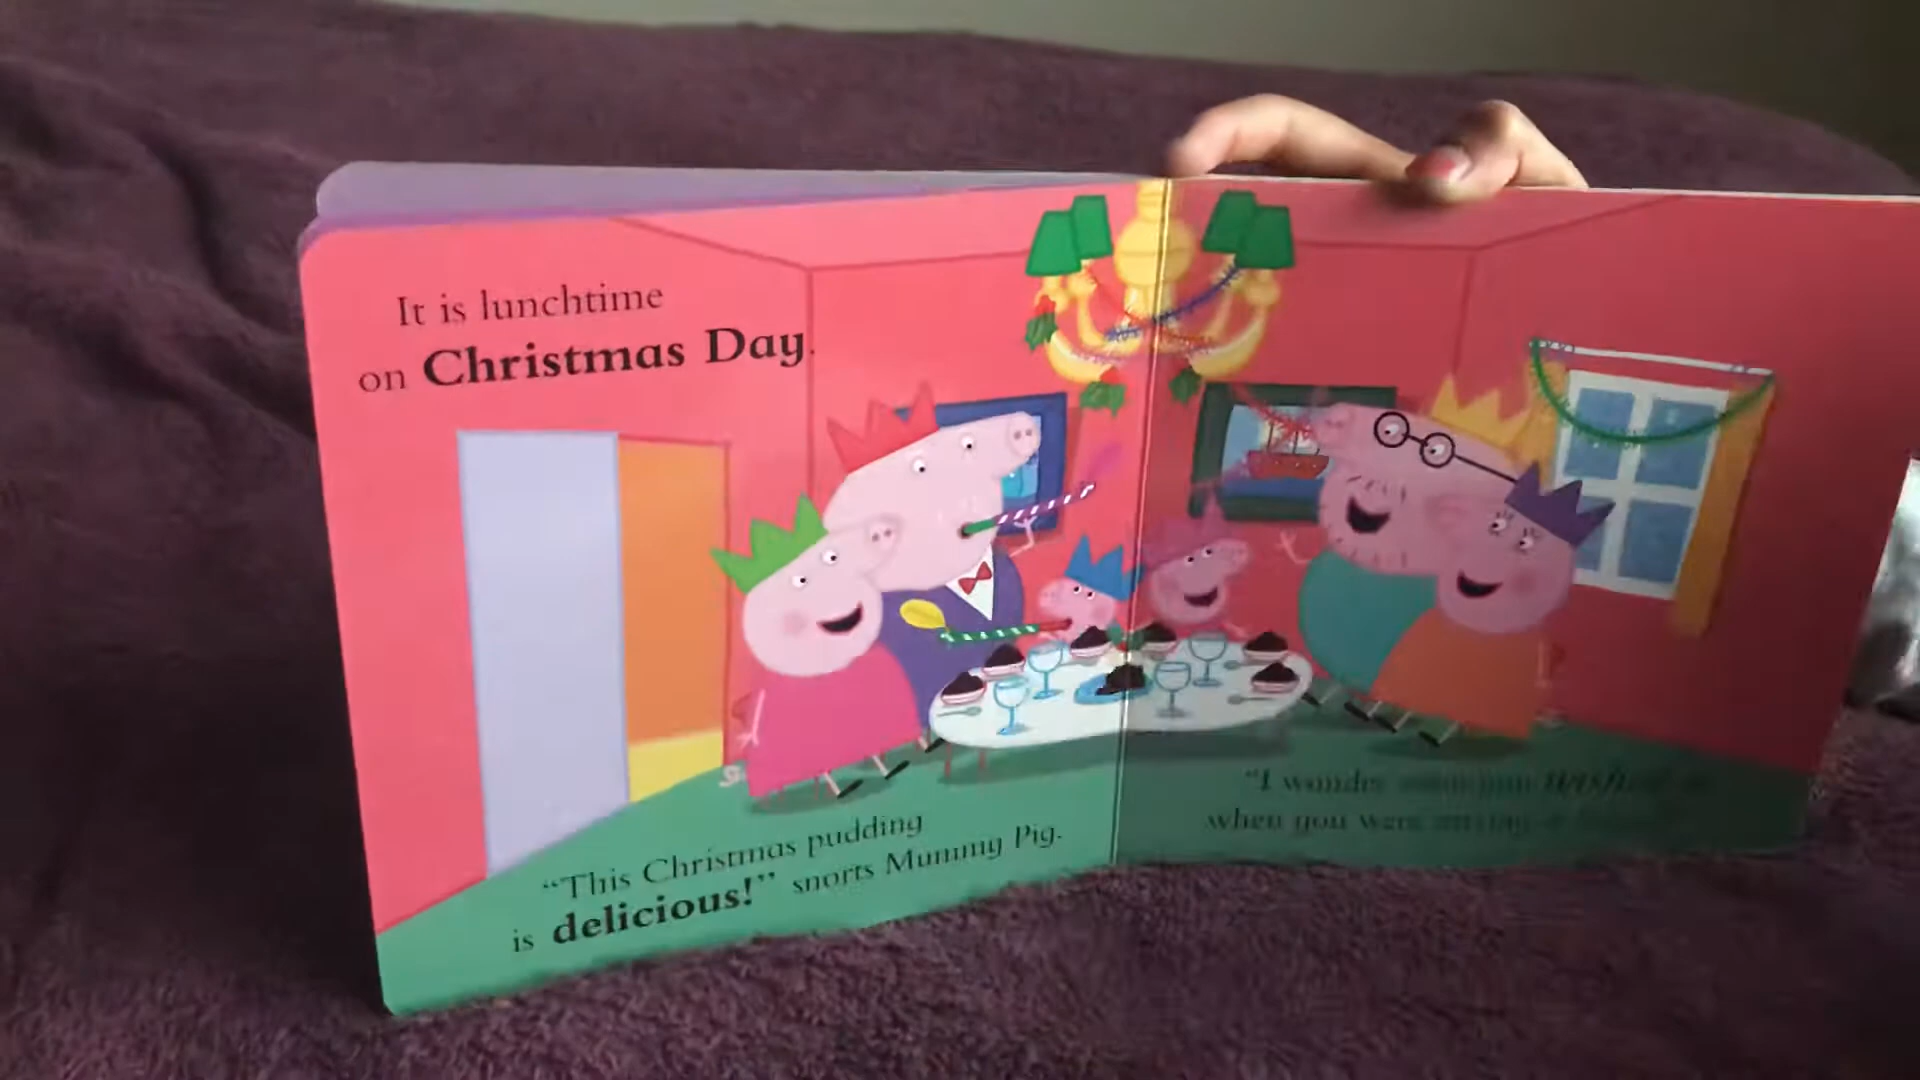 It is lunchtime
on Christmas Day.
“This Christmas pudding
is delicious!” snorts Mummy Pig.
“I wonder
when you were